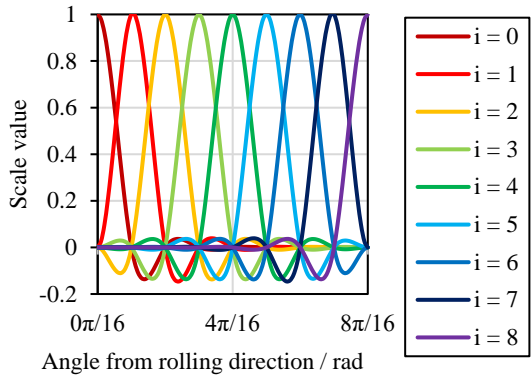 1
0.8
0.6
0.4
0.2
0
-0.2
Scale value
0π/16 4π/16 8π/16
Angle from rolling direction / rad
i = 0
i = 1
i = 2
i = 3
i = 4
i = 5
i = 6
i = 7
i = 8